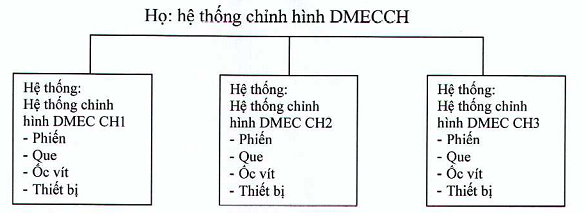 Họ: hệ thống chỉnh hình DMECCH
Hệ thống:
Hệ thống chỉnh
hình DMEC CH1
- Phiến
- Que
- Ốc vít
- Thiết bị
Hệ thống:
Hệ thống chỉnh
hình DMEC CH2
- Phiến
- Que
- Ốc vít
- Thiết bị
Hệ thống:
Hệ thống chỉnh
hình DMEC CH3
- Phiến
- Que
- Ốc vít
- Thiết bị